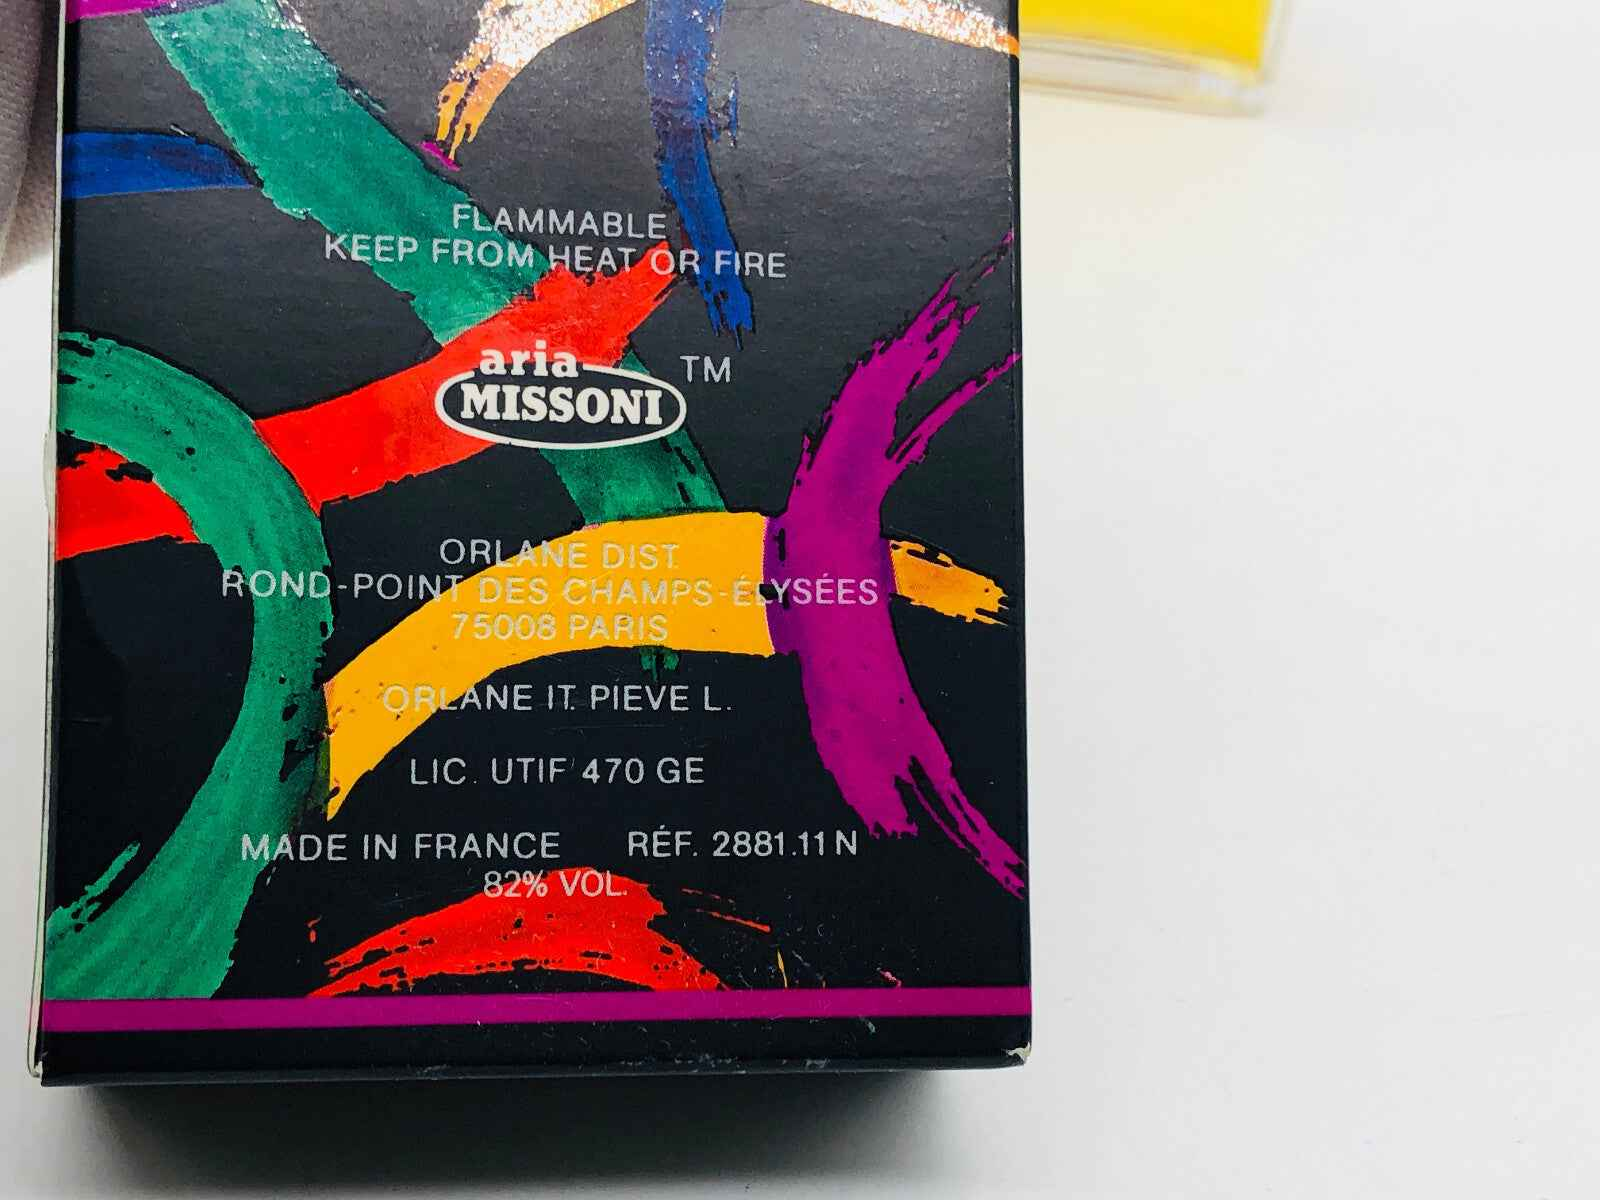 FLAMMABLE
KEEP FROM HEAT OR FIRE
aria TM
MISSONI
ORLANE DIST.
ROND-POINT DES CHAMPS-ÉLYSÉES
75008 PARIS
ORLANE IT. PIEVE L.
LIC. UTIF 470 GE
MADE IN FRANCE RÉF. 2881.11 N
82% VOL.